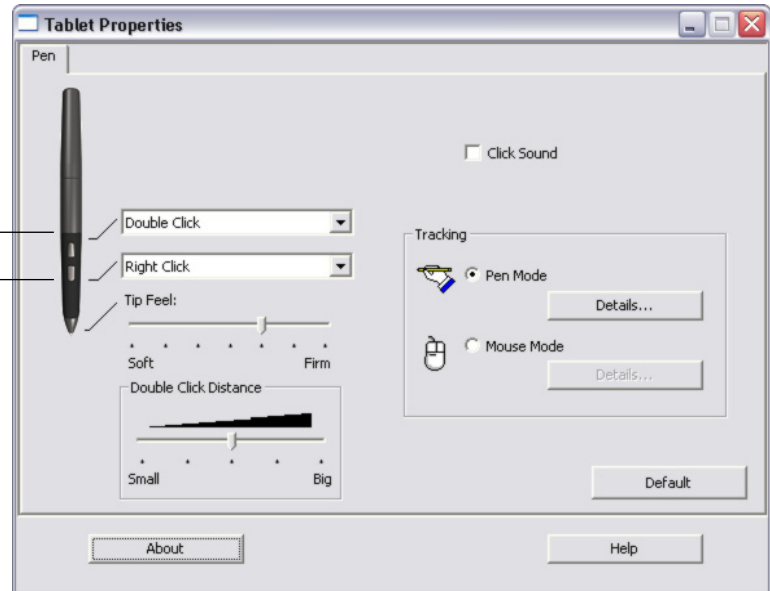 Tablet Properties
Pen
Click Sound
Double Click
Right Click
Tip Feel:
Soft Firm
Double Click Distance
Small Big
Tracking
Pen Mode
Details...
Mouse Mode
Details...
Default
About Help